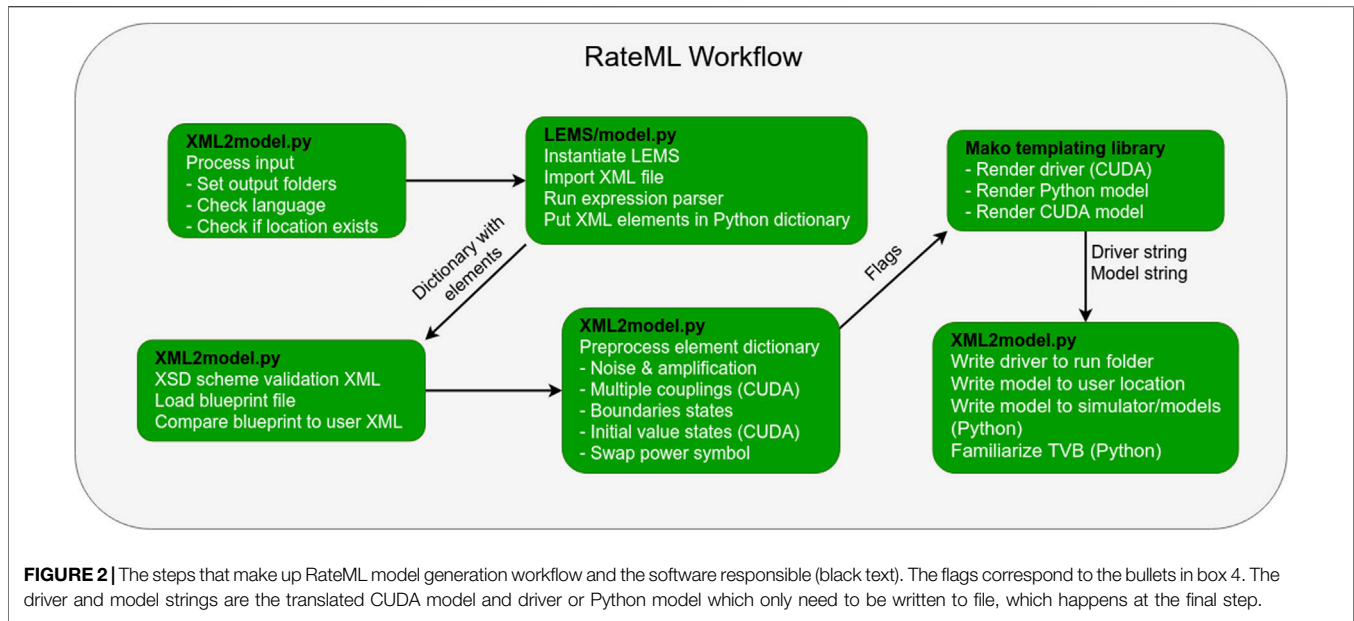 RateML Workflow
XML2model.py
Process input
- Set output folders
- Check language
- Check if location exists
LEMS/model.py
Instantiate LEMS
Import XML file
Run expression parser
Put XML elements in Python dictionary
Dictionary with
elements
XML2model.py
XSD scheme validation XML
Load blueprint file
Compare blueprint to user XML
XML2model.py
Preprocess element dictionary
- Noise & amplification
- Multiple couplings (CUDA)
- Boundaries states
- Initial value states (CUDA)
- Swap power symbol
Flags
Mako templating library
- Render driver (CUDA)
- Render Python model
- Render CUDA model
Driver string
Model string
XML2model.py
Write driver to run folder
Write model to user location
Write model to simulator/models
(Python)
Familiarize TVB (Python)
FIGURE 2 | The steps that make up RateML model generation workflow and the software responsible (black text). The flags correspond to the bullets in box 4. The
driver and model strings are the translated CUDA model and driver or Python model which only need to be written to file, which happens at the final step.